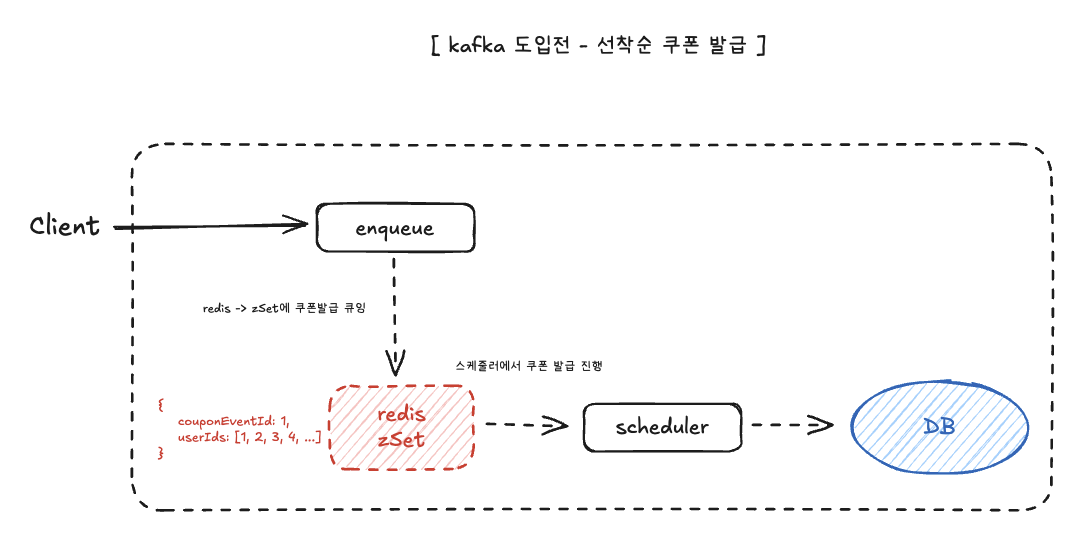 [ kafka 도입전 - 선착순 쿠폰 발급 ]
Client
enqueue
redis -> zSet에 쿠폰발급 큐잉
스케줄러에서 쿠폰 발급 진행
{
couponEventId: 1,
userIds: [1, 2, 3, 4, ...]
}
redis
zSet
scheduler
DB